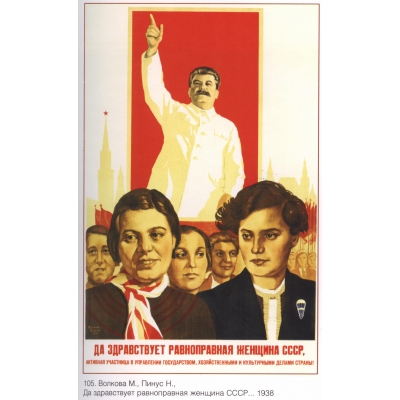 ДА ЗДРАВСТВУЕТ РАВНОПРАВНАЯ ЖЕНЩИНА СССР,
АКТИВНАЯ УЧАСТНИЦА В УПРАВЛЕНИИ ГОСУДАРСТВОМ, ХОЗЯЙСТВЕННЫМИ И КУЛЬТУРНЫМИ ДЕЛАМИ СТРАНЫ!
105. Волкова М., Пинус Н.,
Да здравствует равноправная женщина СССР... 1938